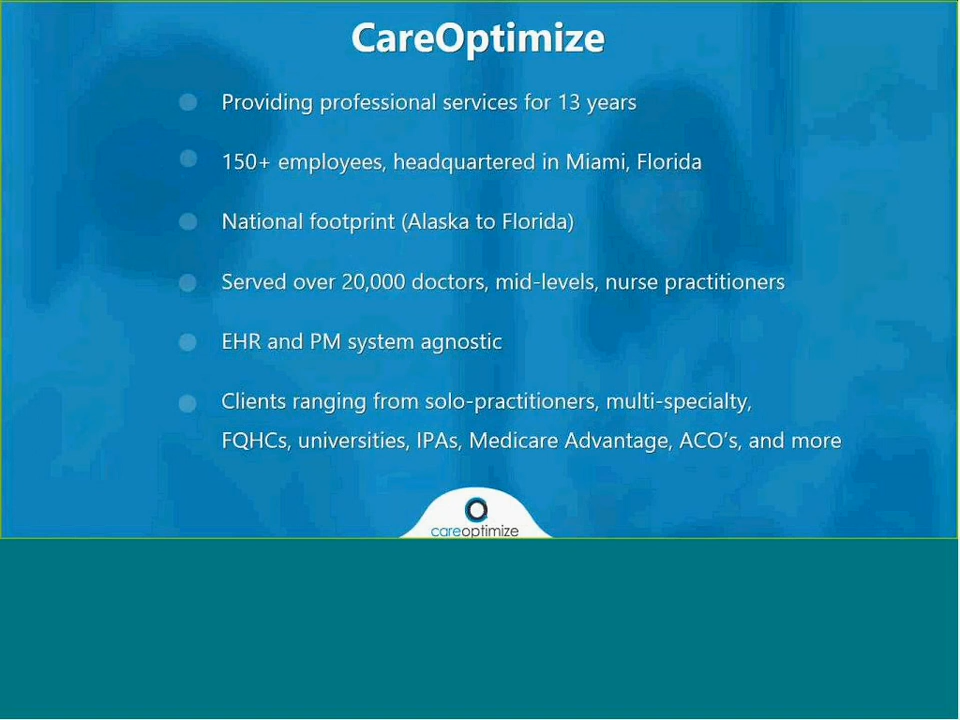 CareOptimize
Providing professional services for 13 years
150+ employees, headquartered in Miami, Florida
National footprint (Alaska to Florida)
Served over 20,000 doctors, mid-levels, nurse practitioners
EHR and PM system agnostic
Clients ranging from solo-practitioners, multi-specialty,
FQHCs, universities, IPAs, Medicare Advantage, ACO's, and more
careoptimize